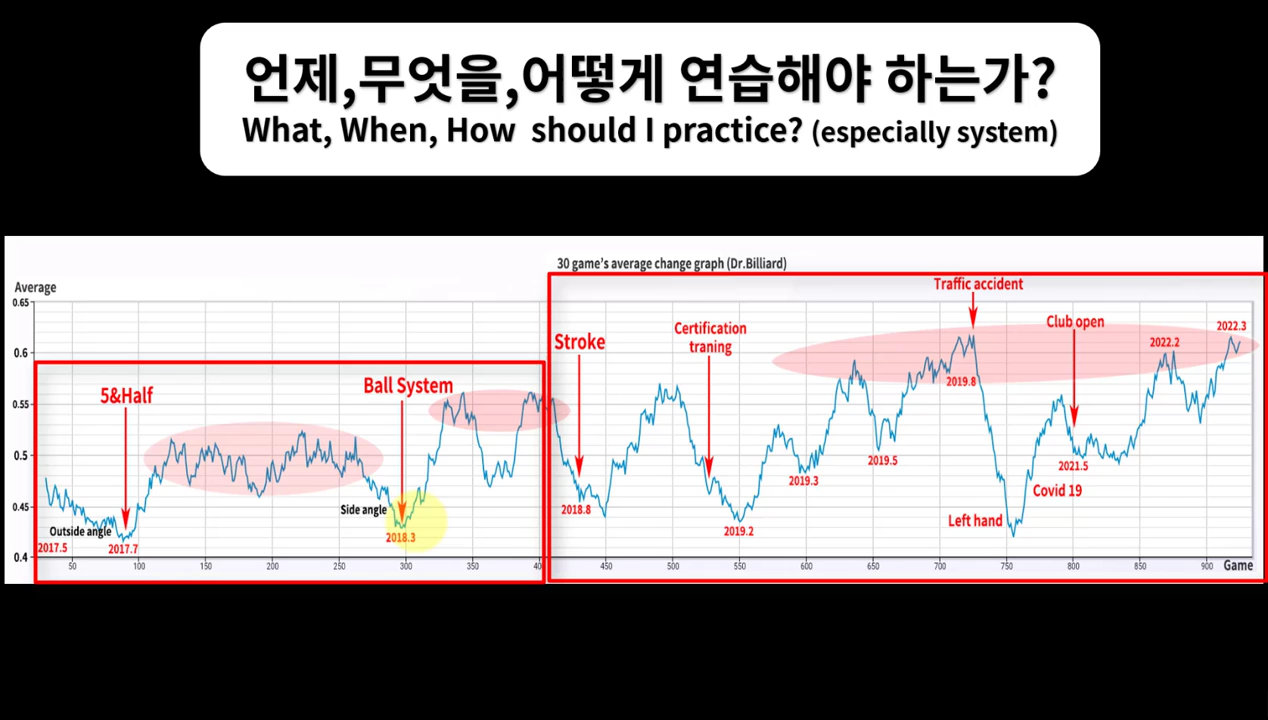 언제,무엇을,어떻게 연습해야 하는가?
What, When, How should I practice? (especially system)
30 game's average change graph (Dr.Billiard)
Average
0.65
0.6
0.55
0.5
0.45
0.4
5&Half
Outside angle
2017.5
2017.7
Ball System
Side angle
2018.3
Stroke
2018.8
Certification
traning
2019.2
2019.3
2019.5
Traffic accident
2019.8
Left hand
Covid 19
Club open
2021.5
2022.2
2022.3
50
100
150
200
250
300
350
40
450
500
550
600
650
700
750
800
850
900
Game